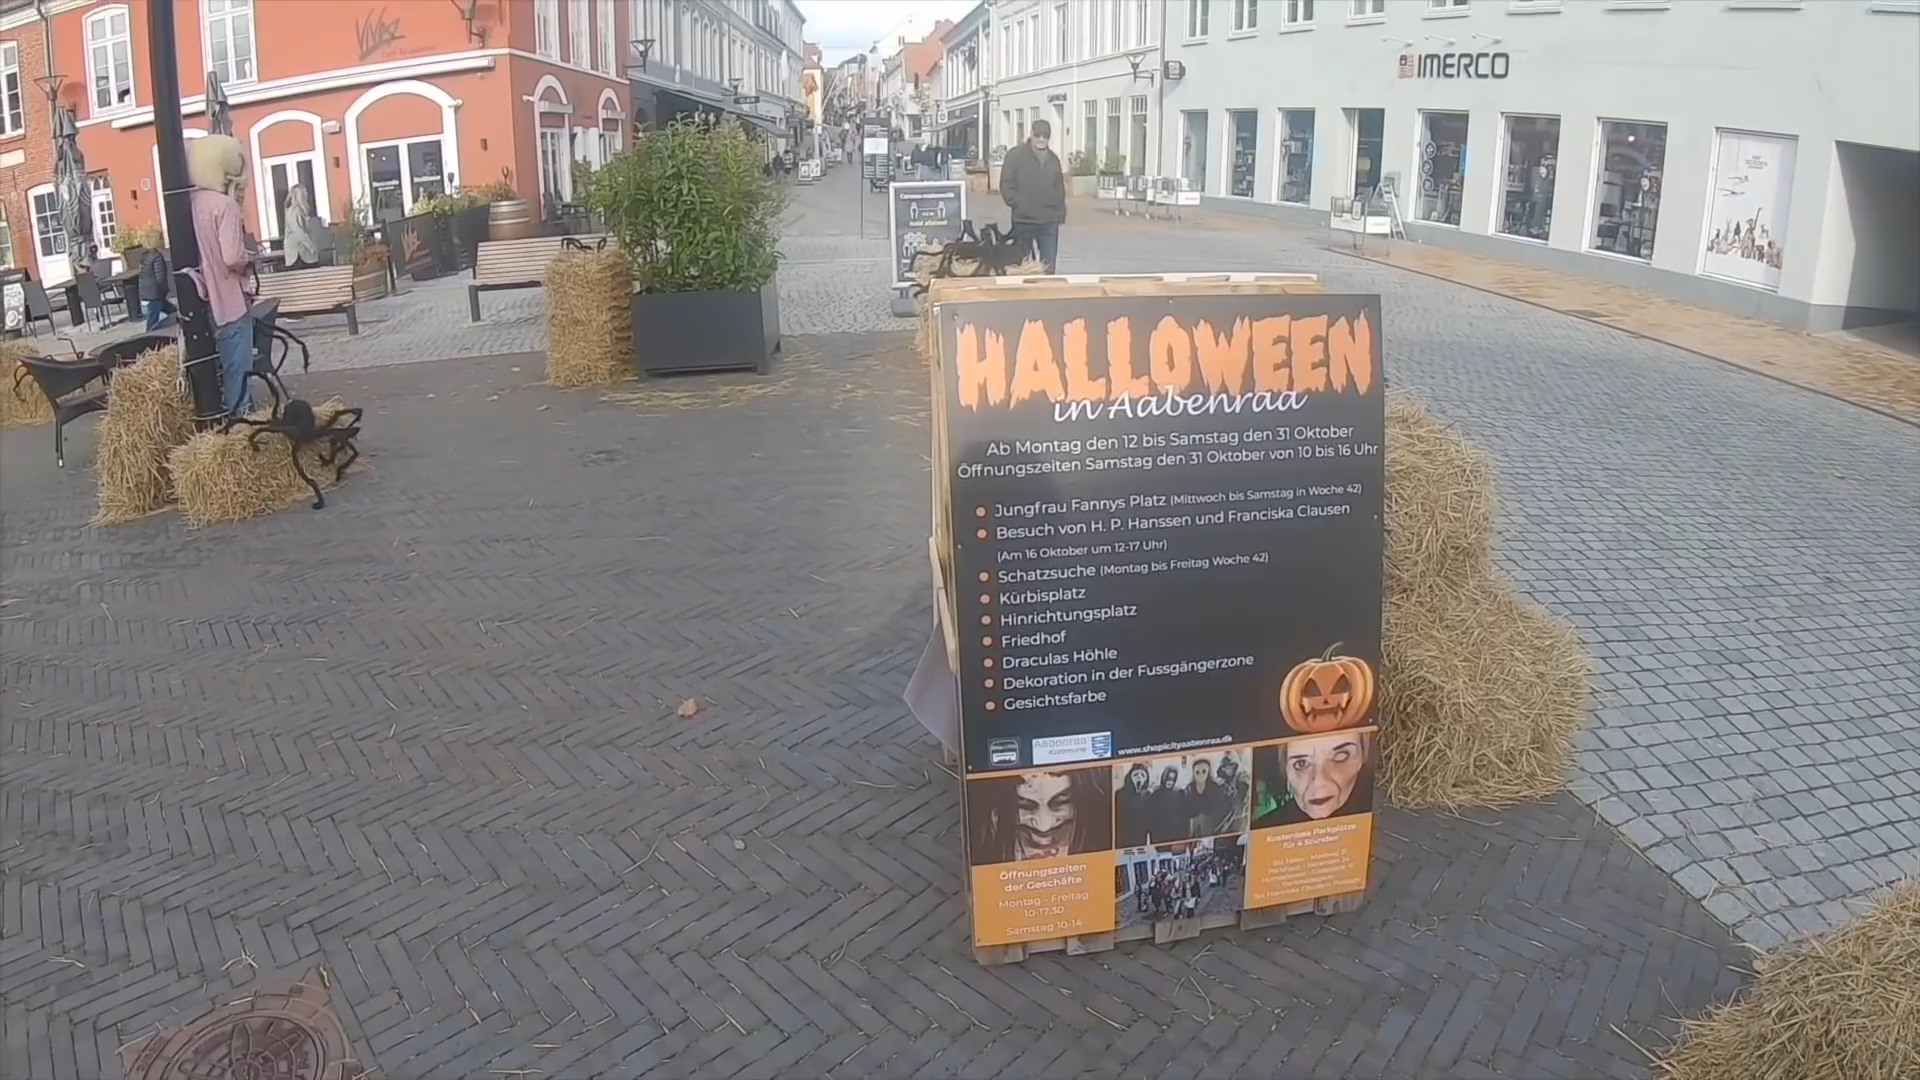 VIVAZ
IMERCO
HALLOWEEN
in Aabenraa
Ab Montag den 12 bis Samstag den 31 Oktober
Öffnungszeiten Samstag den 31 Oktober von 10 bis 16 Uhr
Jungfrau Fannys Platz (Mittwoch bis Samstag in Woche 42)
Besuch von H. P. Hanssen und Franciska Clausen
(Am 16 Oktober um 12-17 Uhr)
Schatzsuche (Montag bis Freitag Woche 42)
Kürbisplatz
Hinrichtungsplatz
Friedhof
Draculas Höhle
Dekoration in der Fussgängerzone
Gesichtsfarbe
Aabenraa
Kommune
www.shopicityaabenraa.dk
Öffnungszeiten
der Geschäfte
Montag - Freitag
10-17.30
Samstag 10-14
Kostenlose Parkplätze
für 4 Stunden